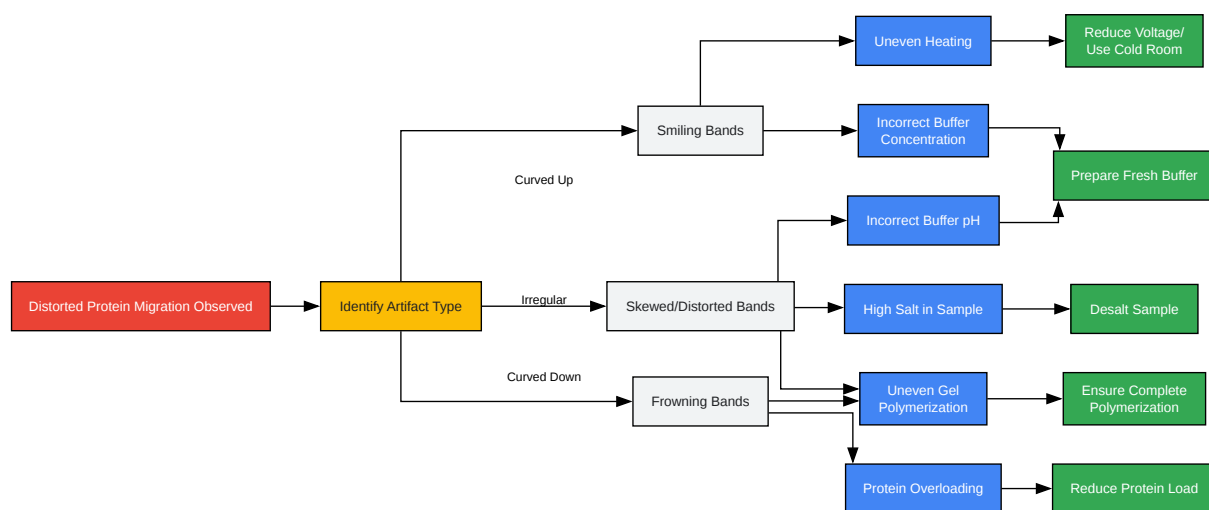 Uneven Heating
Reduce Voltage/
Use Cold Room
Smiling Bands
Incorrect Buffer
Concentration
Prepare Fresh Buffer
Curved Up
Incorrect Buffer pH
Distorted Protein Migration Observed
Identify Artifact Type
Irregular
Skewed/Distorted Bands
High Salt in Sample
Desalt Sample
Curved Down
Frowning Bands
Uneven Gel
Polymerization
Ensure Complete
Polymerization
Protein Overloading
Reduce Protein Load